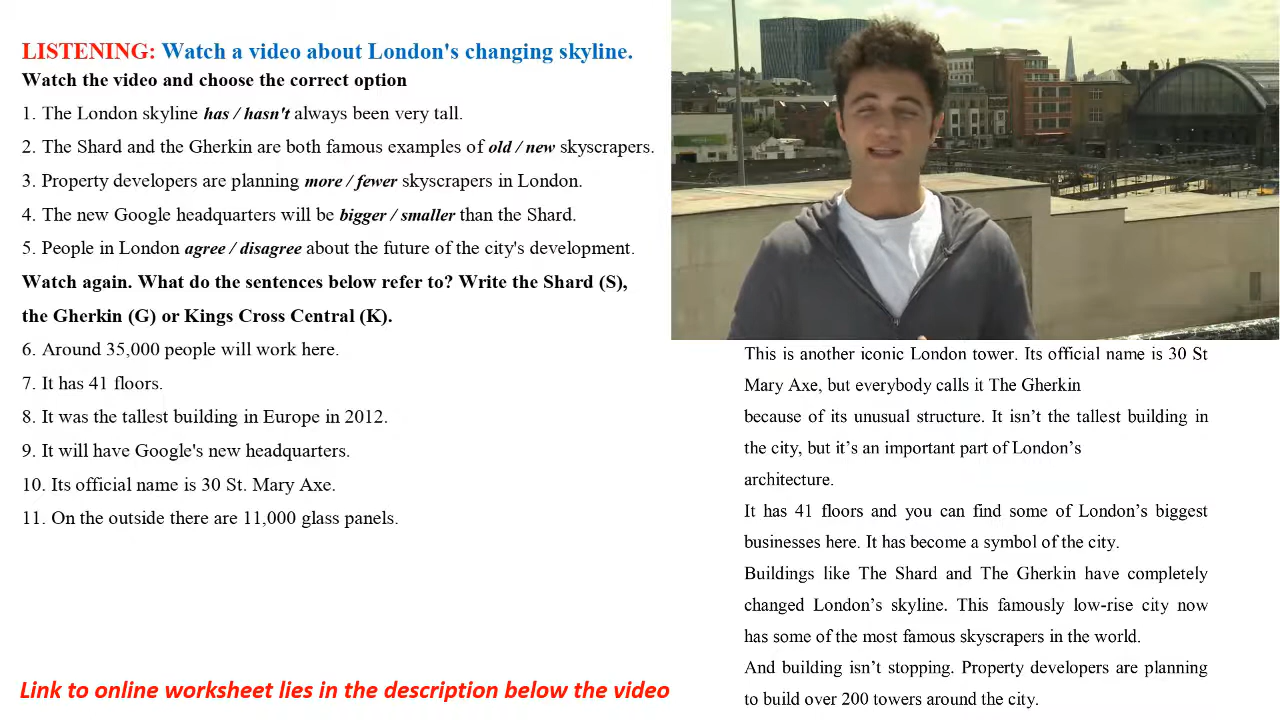 LISTENING: Watch a video about London's changing skyline.
Watch the video and choose the correct option
1. The London skyline has / hasn't always been very tall.
2. The Shard and the Gherkin are both famous examples of old / new skyscrapers.
3. Property developers are planning more / fewer skyscrapers in London.
4. The new Google headquarters will be bigger / smaller than the Shard.
5. People in London agree / disagree about the future of the city's development.
Watch again. What do the sentences below refer to? Write the Shard (S),
the Gherkin (G) or Kings Cross Central (K).
6. Around 35,000 people will work here.
7. It has 41 floors.
8. It was the tallest building in Europe in 2012.
9. It will have Google's new headquarters.
10. Its official name is 30 St. Mary Axe.
11. On the outside there are 11,000 glass panels.
Link to online worksheet lies in the description below the video
This is another iconic London tower. Its official name is 30 St
Mary Axe, but everybody calls it The Gherkin
because of its unusual structure. It isn’t the tallest building in
the city, but it’s an important part of London’s
architecture.
It has 41 floors and you can find some of London’s biggest
businesses here. It has become a symbol of the city.
Buildings like The Shard and The Gherkin have completely
changed London’s skyline. This famously low-rise city now
has some of the most famous skyscrapers in the world.
And building isn’t stopping. Property developers are planning
to build over 200 towers around the city.